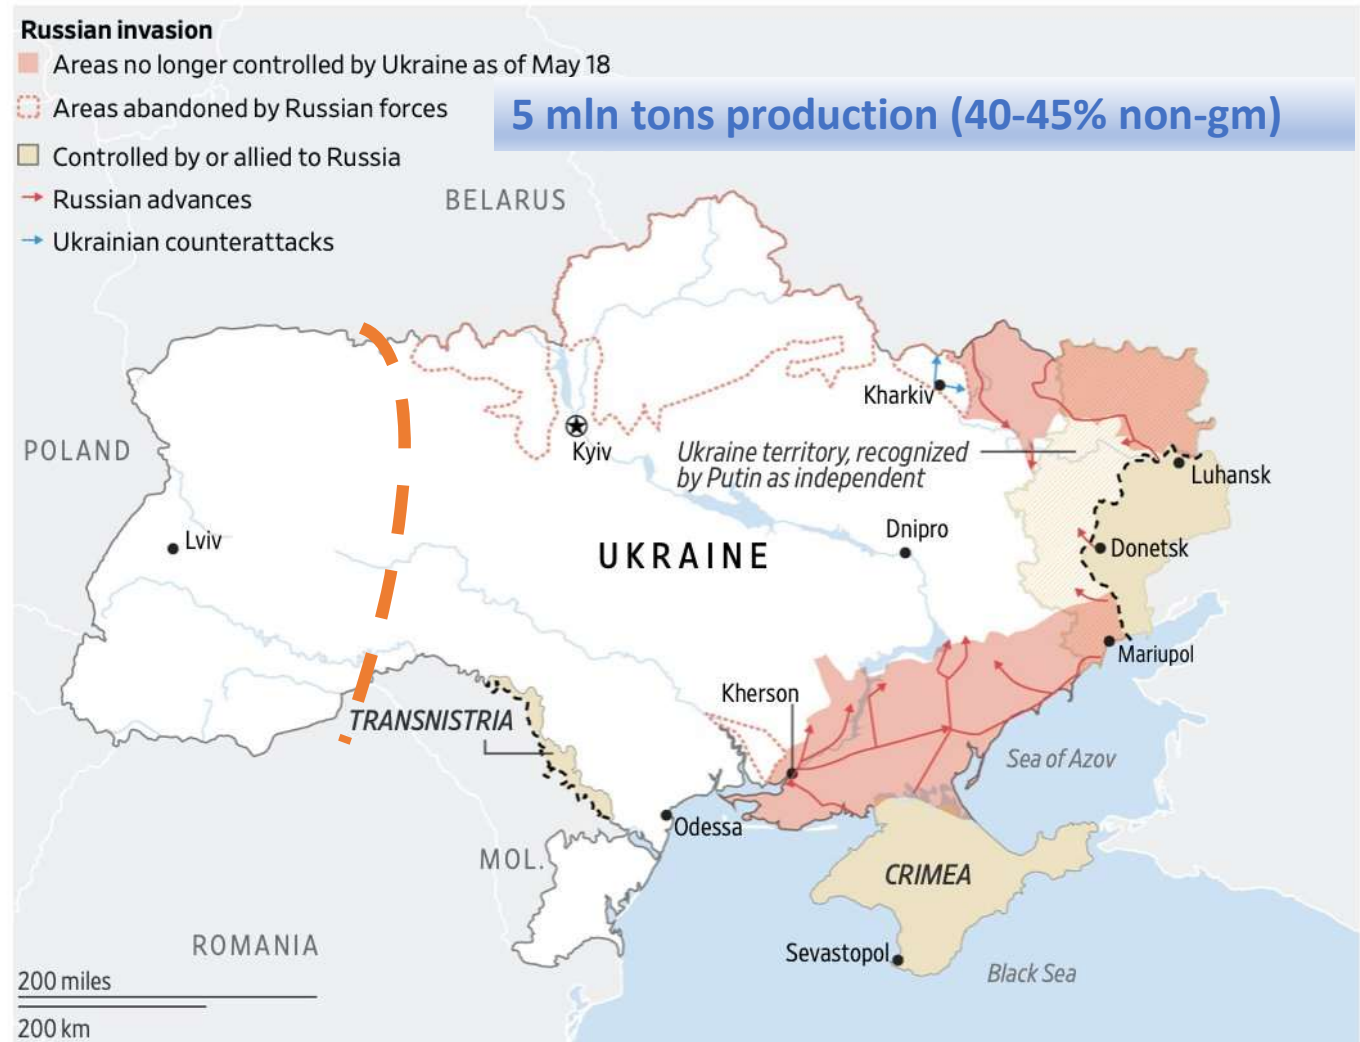 Russian invasion
Areas no longer controlled by Ukraine as of May 18
Areas abandoned by Russian forces
5 mln tons production (40-45% non-gm)
Controlled by or allied to Russia
Russian advances
BELARUS
Ukrainian counterattacks
Kharkiv
POLAND
Kyiv
Ukraine territory, recognized
by Putin as independent
Luhansk
Lviv
UKRAINE
Dnipro
Donetsk
Mariupol
Kherson
TRANSNISTRIA
Sea of Azov
Odessa
MOL.
CRIMEA
ROMANIA
Sevastopol
Black Sea
200 miles
200 km